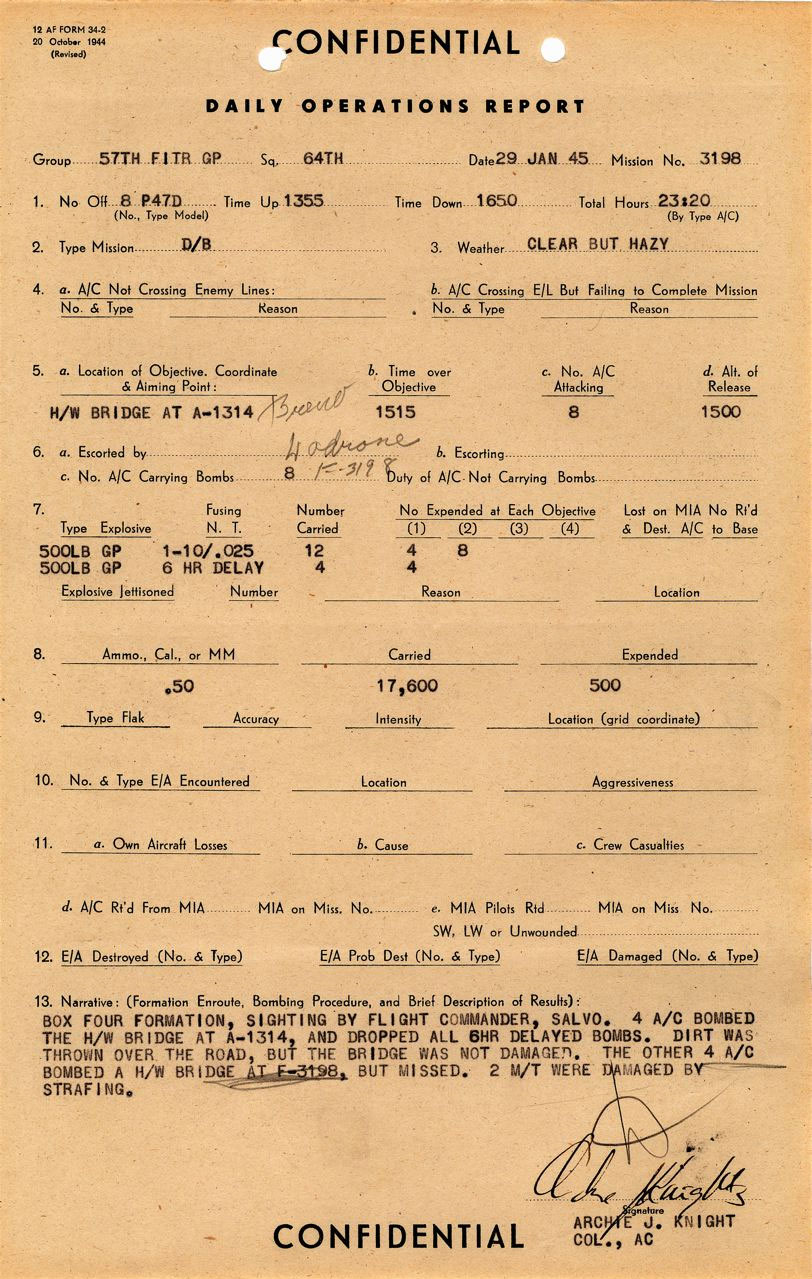 12 AF FORM 34-2
20 October 1944
(Revised)
CONFIDENTIAL
DAILY OPERATIONS REPORT
Group 57TH FITR GP Sq. 64TH Date 29 JAN 45 Mission No. 3198
1. No Off 8 P47D Time Up 1355 Time Down 1650 Total Hours 23:20
(No., Type Model) (By Type A/C)
2. Type Mission D/B 3. Weather CLEAR BUT HAZY
4. a. A/C Not Crossing Enemy Lines: b. A/C Crossing E/L But Failing to Complete Mission
No. & Type Reason No. & Type Reason
5. a. Location of Objective. Coordinate b. Time over c. No. A/C d. Alt. of
& Aiming Point: Objective Attacking Release
H/W BRIDGE AT A-1314 1515 8 1500
6. a. Escorted by b. Escorting
c. No. A/C Carrying Bombs 8 F-3198 Duty of A/C Not Carrying Bombs
7. Fusing Number No Expended at Each Objective Lost on MIA No Rt'd
Type Explosive N. T. Carried (1) (2) (3) (4) & Dest. A/C to Base
500LB GP 1-10/.025 12 4 8
500LB GP 6 HR DELAY 4 4
Explosive Jettisoned Number Reason Location
8. Ammo., Cal., or MM Carried Expended
.50 17,600 500
9. Type Flak Accuracy Intensity Location (grid coordinate)
10. No. & Type E/A Encountered Location Aggressiveness
11. a. Own Aircraft Losses b. Cause c. Crew Casualties
d. A/C Rt'd From MIA MIA on Miss. No. e. MIA Pilots Rtd MIA on Miss No.
SW, LW or Unwounded
12. E/A Destroyed (No. & Type) E/A Prob Dest (No. & Type) E/A Damaged (No. & Type)
13. Narrative: (Formation Enroute, Bombing Procedure, and Brief Description of Results):
BOX FOUR FORMATION, SIGHTING BY FLIGHT COMMANDER, SALVO. 4 A/C BOMBED
THE H/W BRIDGE AT A-1314, AND DROPPED ALL 6HR DELAYED BOMBS. DIRT WAS
THROWN OVER THE ROAD, BUT THE BRIDGE WAS NOT DAMAGED. THE OTHER 4 A/C
BOMBED A H/W BRIDGE AT F-3198, BUT MISSED. 2 M/T WERE DAMAGED BY
STRAFING.
Archie J Knight
Signature
ARCHIE J. KNIGHT
CONFIDENTIAL
COL., AC